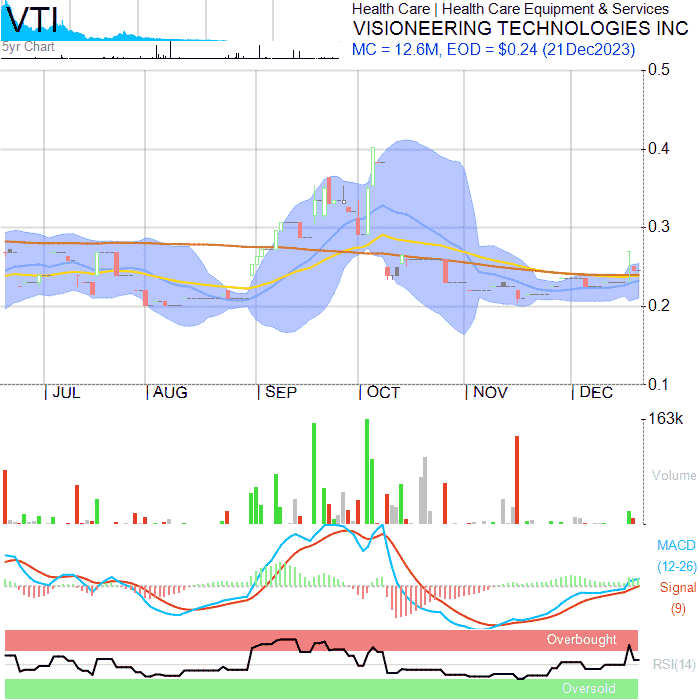 VTI
Health Care | Health Care Equipment & Services
VISIONEERING TECHNOLOGIES INC
5yr Chart
MC = 12.6M, EOD = $0.24 (21Dec2023)
0.5
0.4
0.3
0.2
0.1
| JUL | AUG | SEP | OCT | NOV | DEC
163k
Volume
MACD
(12-26)
Signal
(9)
Overbought
RSI(14)
Oversold